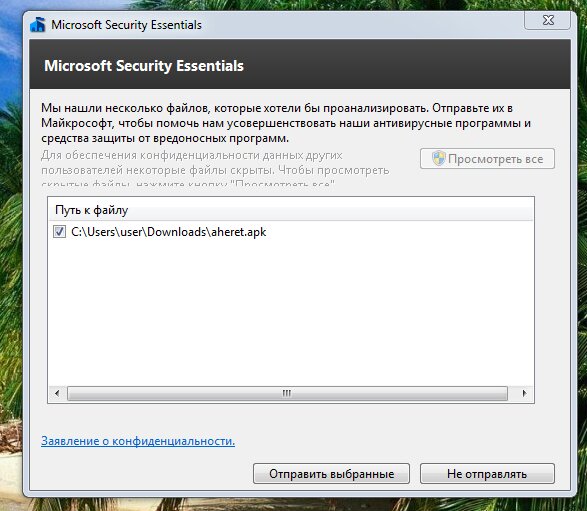 Microsoft Security Essentials
Microsoft Security Essentials
Мы нашли несколько файлов, которые хотели бы проанализировать. Отправьте их в
Майкрософт, чтобы помочь нам усовершенствовать наши антивирусные программы и
средства защиты от вредоносных программ.
Для обеспечения конфиденциальности данных других
пользователей некоторые файлы скрыты. Чтобы просмотреть
скрытые файлы, нажмите кнопку "Просмотреть все".
Просмотреть все
Путь к файлу
C:\Users\user\Downloads\aheret.apk
Заявление о конфиденциальности.
Отправить выбранные
Не отправлять